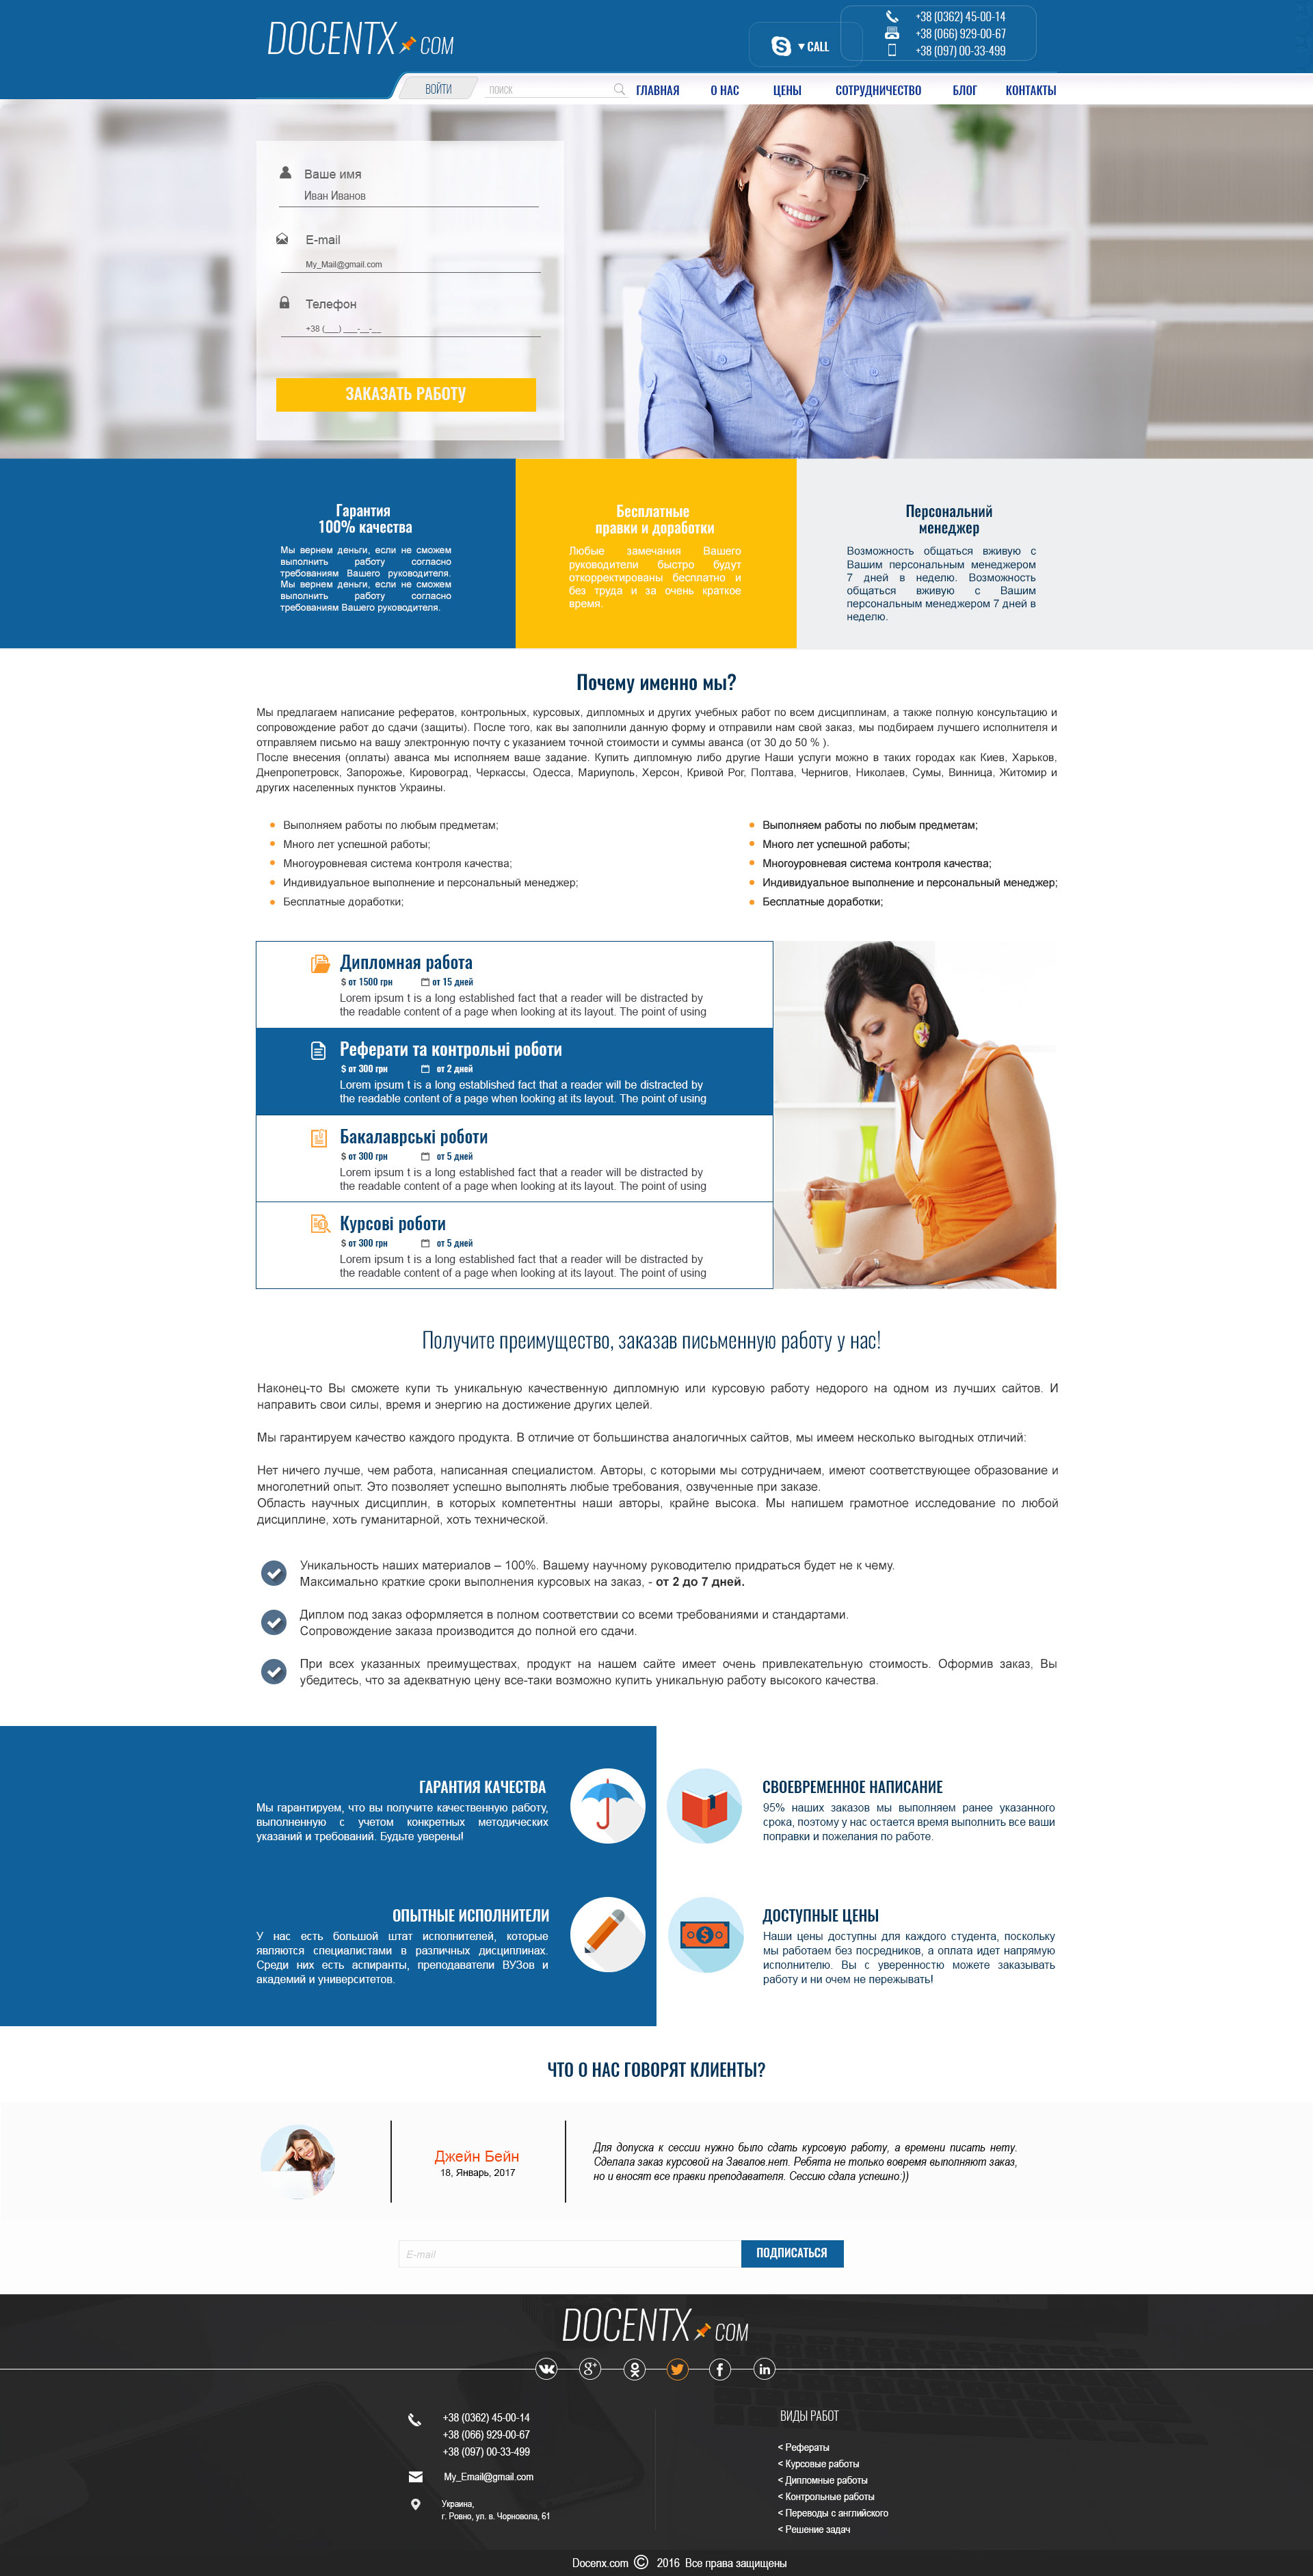 DOCENTX COM
CALL
+38 (0362) 45-00-14
+38 (066) 929-00-67
+38 (097) 00-33-499
ВОЙТИ
ПОИСК
ГЛАВНАЯ О НАС ЦЕНЫ СОТРУДНИЧЕСТВО БЛОГ КОНТАКТЫ
Ваше имя
Иван Иванов
E-mail
My_Mail@gmail.com
Телефон
+38 (___) ___-__-__
ЗАКАЗАТЬ РАБОТУ
Гарантия
100% качества
Мы вернем деньги, если не сможем
выполнить работу согласно
требованиям Вашего руководителя.
Мы вернем деньги, если не сможем
выполнить работу согласно
требованиям Вашего руководителя.
Бесплатные
правки и доработки
Любые замечания Вашего
руководители быстро будут
откорректированы бесплатно и
без труда и за очень краткое
время.
Персональний
менеджер
Возможность общаться вживую с
Вашим персональным менеджером
7 дней в неделю. Возможность
общаться вживую с Вашим
персональным менеджером 7 дней в
неделю.
Почему именно мы?
Мы предлагаем написание рефератов, контрольных, курсовых, дипломных и других учебных работ по всем дисциплинам, а также полную консультацию и
сопровождение работ до сдачи (защиты). После того, как вы заполнили данную форму и отправили нам свой заказ, мы подбираем лучшего исполнителя и
отправляем письмо на вашу электронную почту с указанием точной стоимости и суммы аванса (от 30 до 50 % ).
После внесения (оплаты) аванса мы исполняем ваше задание. Купить дипломную либо другие Наши услуги можно в таких городах как Киев, Харьков,
Днепропетровск, Запорожье, Кировоград, Черкассы, Одесса, Мариуполь, Херсон, Кривой Рог, Полтава, Чернигов, Николаев, Сумы, Винница, Житомир и
других населенных пунктов Украины.
Выполняем работы по любым предметам;
Много лет успешной работы;
Многоуровневая система контроля качества;
Индивидуальное выполнение и персональный менеджер;
Бесплатные доработки;
Выполняем работы по любым предметам;
Много лет успешной работы;
Многоуровневая система контроля качества;
Индивидуальное выполнение и персональный менеджер;
Бесплатные доработки;
Дипломная работа
$ от 1500 грн от 15 дней
Lorem ipsum t is a long established fact that a reader will be distracted by
the readable content of a page when looking at its layout. The point of using
Реферати та контрольні роботи
$ от 300 грн от 2 дней
Lorem ipsum t is a long established fact that a reader will be distracted by
the readable content of a page when looking at its layout. The point of using
Бакалаврські роботи
$ от 300 грн от 5 дней
Lorem ipsum t is a long established fact that a reader will be distracted by
the readable content of a page when looking at its layout. The point of using
Курсові роботи
$ от 300 грн от 5 дней
Lorem ipsum t is a long established fact that a reader will be distracted by
the readable content of a page when looking at its layout. The point of using
Получите преимущество, заказав письменную работу у нас!
Наконец-то Вы сможете купи ть уникальную качественную дипломную или курсовую работу недорого на одном из лучших сайтов. И
направить свои силы, время и энергию на достижение других целей.
Мы гарантируем качество каждого продукта. В отличие от большинства аналогичных сайтов, мы имеем несколько выгодных отличий:
Нет ничего лучше, чем работа, написанная специалистом. Авторы, с которыми мы сотрудничаем, имеют соответствующее образование и
многолетний опыт. Это позволяет успешно выполнять любые требования, озвученные при заказе.
Область научных дисциплин, в которых компетентны наши авторы, крайне высока. Мы напишем грамотное исследование по любой
дисциплине, хоть гуманитарной, хоть технической.
Уникальность наших материалов – 100%. Вашему научному руководителю придраться будет не к чему.
Максимально краткие сроки выполнения курсовых на заказ, - от 2 до 7 дней.
Диплом под заказ оформляется в полном соответствии со всеми требованиями и стандартами.
Сопровождение заказа производится до полной его сдачи.
При всех указанных преимуществах, продукт на нашем сайте имеет очень привлекательную стоимость. Оформив заказ, Вы
убедитесь, что за адекватную цену все-таки возможно купить уникальную работу высокого качества.
ГАРАНТИЯ КАЧЕСТВА
Мы гарантируем, что вы получите качественную работу,
выполненную с учетом конкретных методических
указаний и требований. Будьте уверены!
СВОЕВРЕМЕННОЕ НАПИСАНИЕ
95% наших заказов мы выполняем ранее указанного
срока, поэтому у нас остается время выполнить все ваши
поправки и пожелания по работе.
ОПЫТНЫЕ ИСПОЛНИТЕЛИ
У нас есть большой штат исполнителей, которые
являются специалистами в различных дисциплинах.
Среди них есть аспиранты, преподаватели ВУЗов и
академий и университетов.
ДОСТУПНЫЕ ЦЕНЫ
Наши цены доступны для каждого студента, поскольку
мы работаем без посредников, а оплата идет напрямую
исполнителю. Вы с уверенностью можете заказывать
работу и ни очем не пережывать!
ЧТО О НАС ГОВОРЯТ КЛИЕНТЫ?
Джейн Бейн
18, Январь, 2017
Для допуска к сессии нужно было сдать курсовую работу, а времени писать нету.
Сделала заказ курсовой на Завалов.нет. Ребята не только вовремя выполняют заказ,
но и вносят все правки преподавателя. Сессию сдала успешно:))
E-mail
ПОДПИСАТЬСЯ
DOCENTX COM
+38 (0362) 45-00-14
+38 (066) 929-00-67
+38 (097) 00-33-499
My_Email@gmail.com
Украина,
г. Ровно, ул. в. Чорновола, 61
ВИДЫ РАБОТ
< Рефераты
< Курсовые работы
< Дипломные работы
< Контрольные работы
< Переводы с английского
< Решение задач
Docenx.com © 2016 Все права защищены